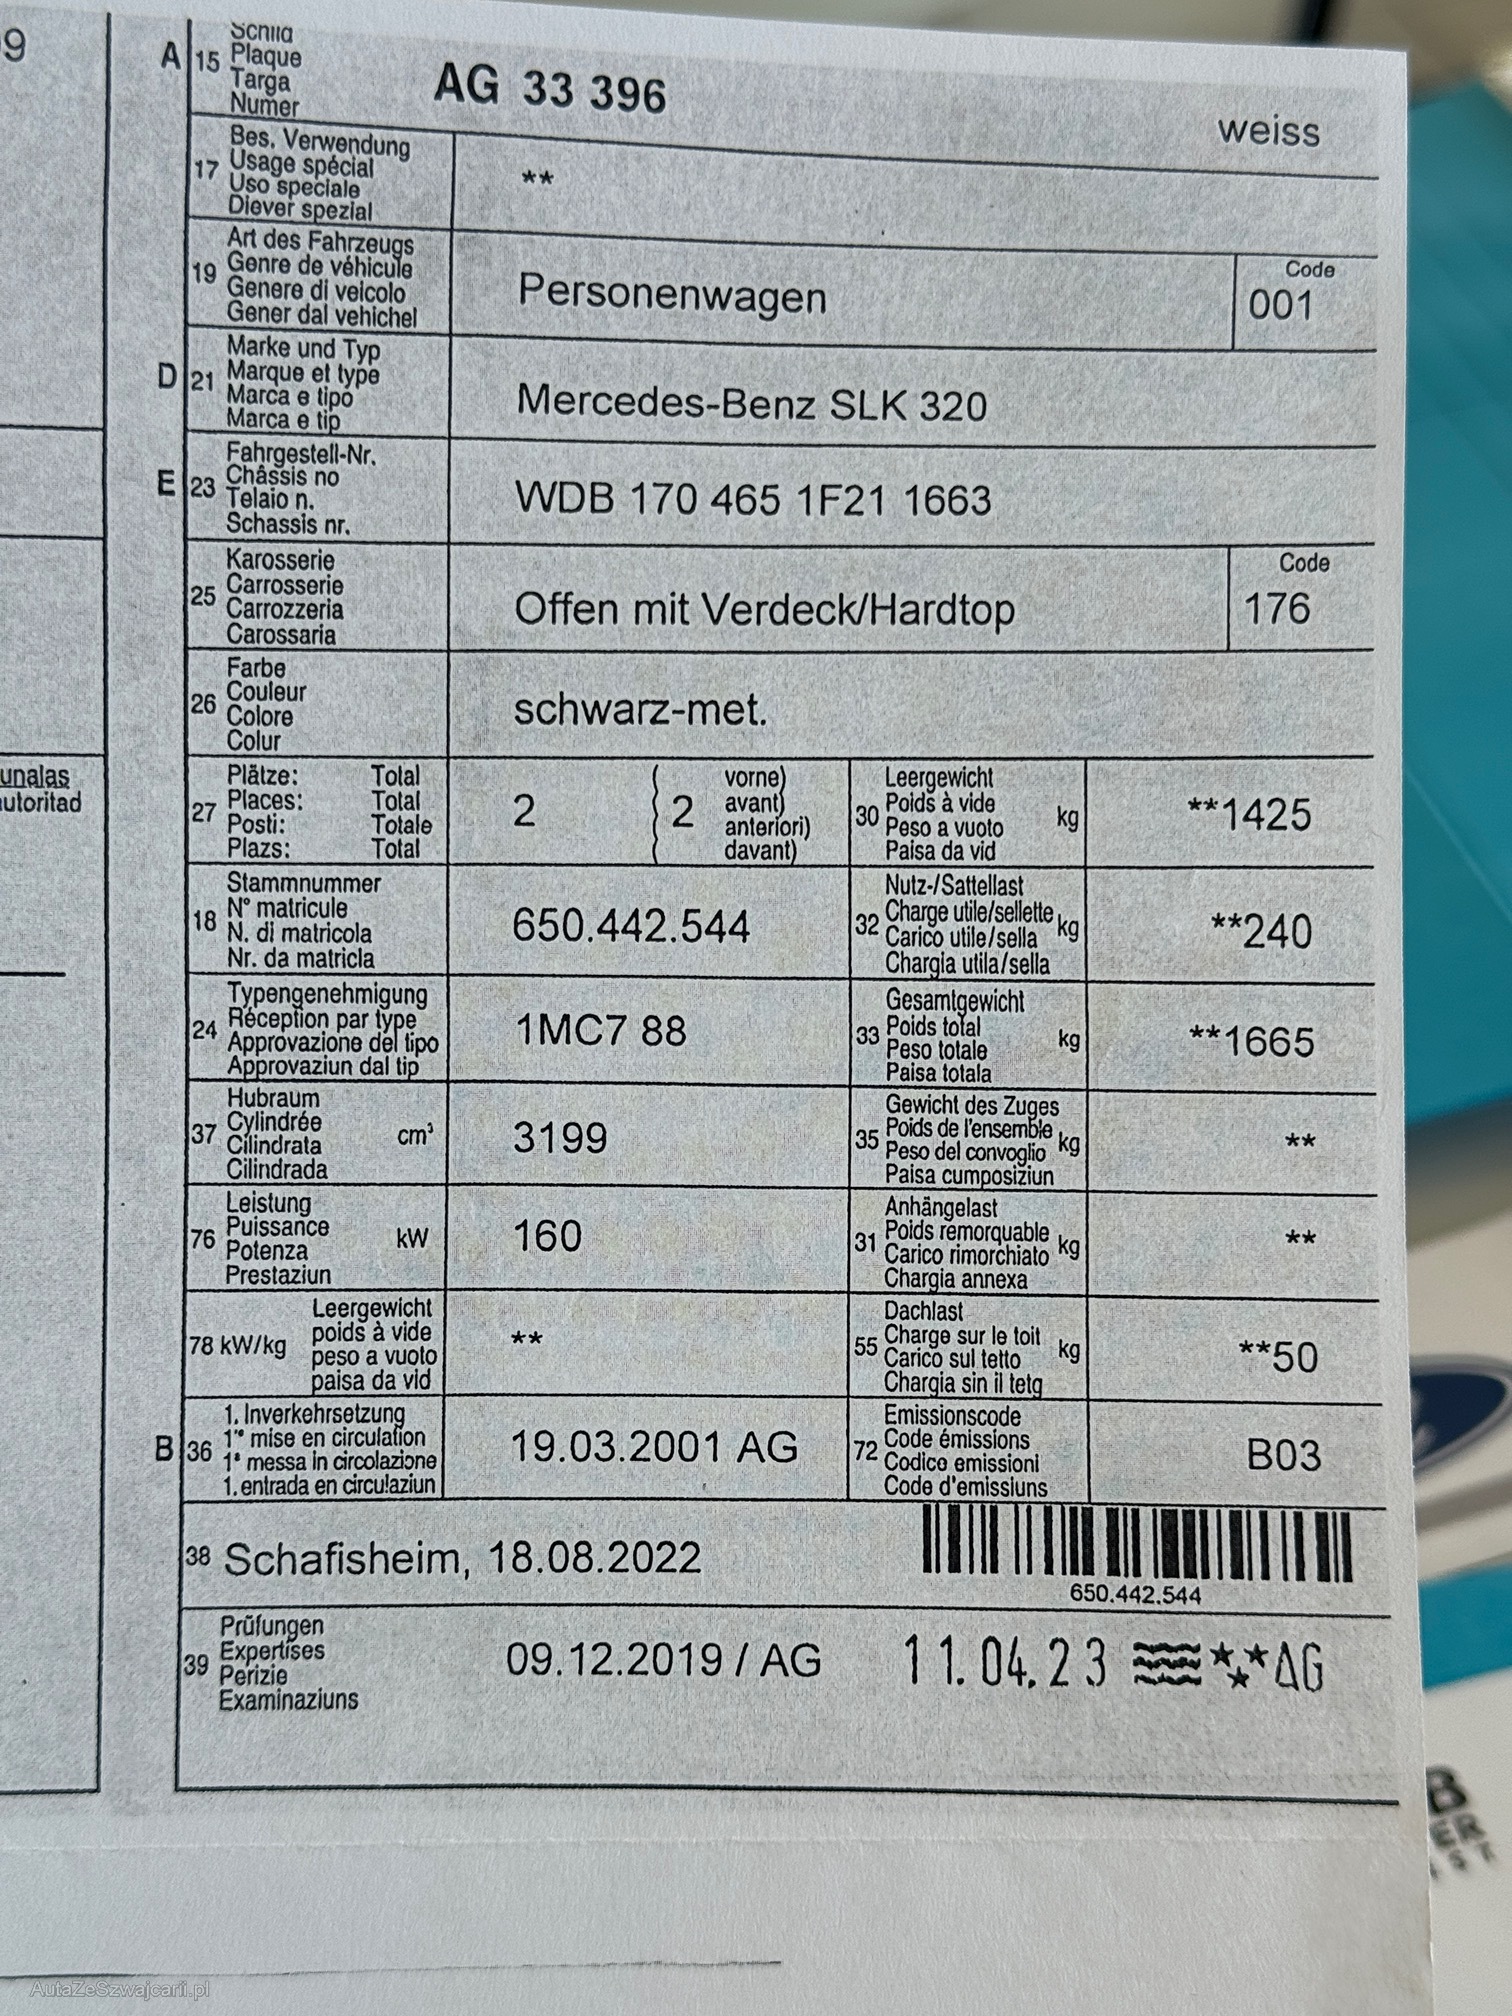 9
A 15 Schild
Plaque
Targa
Numer
AG 33 396
weiss
17 Bes. Verwendung
Usage spécial
Uso speciale
Diever spezial
**
19 Art des Fahrzeugs
Genre de véhicule
Genere di veicolo
Gener dal vehichel
Personenwagen
Code
001
D 21 Marke und Typ
Marque et type
Marca e tipo
Marca e tip
Mercedes-Benz SLK 320
E 23 Fahrgestell-Nr.
Châssis no
Telaio n.
Schassis nr.
WDB 170 465 1F21 1663
25 Karosserie
Carrosserie
Carrozzeria
Carossaria
Offen mit Verdeck/Hardtop
Code
176
26 Farbe
Couleur
Colore
Colur
schwarz-met.
unalas
utoritad
27 Plätze: Total
Places: Total
Posti: Totale
Plazs: Total
2
2 vorne)
avant)
anteriori)
davant)
30 Leergewicht
Poids à vide kg
Peso a vuoto
Paisa da vid
**1425
18 Stammnummer
N° matricule
N. di matricola
Nr. da matricla
650.442.544
32 Nutz-/Sattellast
Charge utile/sellette kg
Carico utile/sella
Chargia utila/sella
**240
24 Typengenehmigung
Réception par type
Approvazione del tipo
Approvaziun dal tip
1MC7 88
33 Gesamtgewicht
Poids total kg
Peso totale
Paisa totala
**1665
37 Hubraum
Cylindrée cm³
Cilindrata
Cilindrada
3199
35 Gewicht des Zuges
Poids de l'ensemble kg
Peso del convoglio
Paisa cumposiziun
**
76 Leistung
Puissance kW
Potenza
Prestaziun
160
31 Anhängelast
Poids remorquable kg
Carico rimorchiato
Chargia annexa
**
78 kW/kg Leergewicht
poids à vide
peso a vuoto
paisa da vid
**
55 Dachlast
Charge sur le toit kg
Carico sul tetto
Chargia sin il tetg
**50
B 36 1. Inverkehrsetzung
1re mise en circulation
1a messa in circolazione
1. entrada en circulaziun
19.03.2001 AG
72 Emissionscode
Code émissions
Codice emissioni
Code d'emissiuns
B03
38 Schafisheim, 18.08.2022
650.442.544
39 Prüfungen
Expertises
Perizie
Examinaziuns
09.12.2019 / AG
11.04.23 AG
AutaZeSzwajcarii.pl